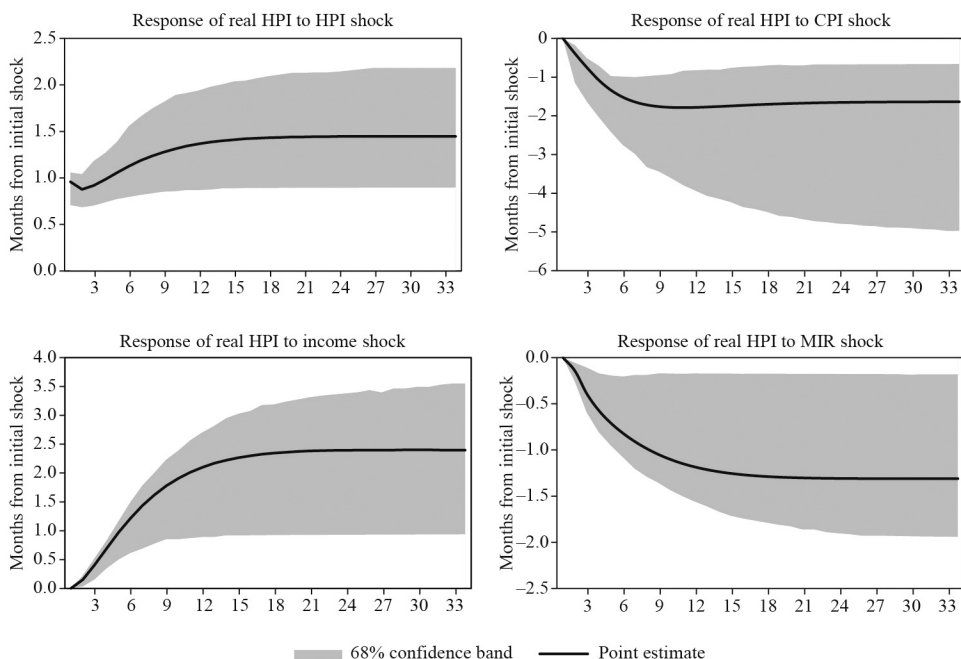 Response of real HPI to HPI shock
Months from initial shock
2.5
2.0
1.5
1.0
0.5
0.0
3 6 9 12 15 18 21 24 27 30 33
Response of real HPI to CPI shock
Months from initial shock
0
–1
–2
–3
–4
–5
–6
3 6 9 12 15 18 21 24 27 30 33
Response of real HPI to income shock
Months from initial shock
4.0
3.5
3.0
2.5
2.0
1.5
1.0
0.5
0.0
3 6 9 12 15 18 21 24 27 30 33
Response of real HPI to MIR shock
Months from initial shock
0.0
–0.5
–1.0
–1.5
–2.0
–2.5
3 6 9 12 15 18 21 24 27 30 33
68% confidence band Point estimate